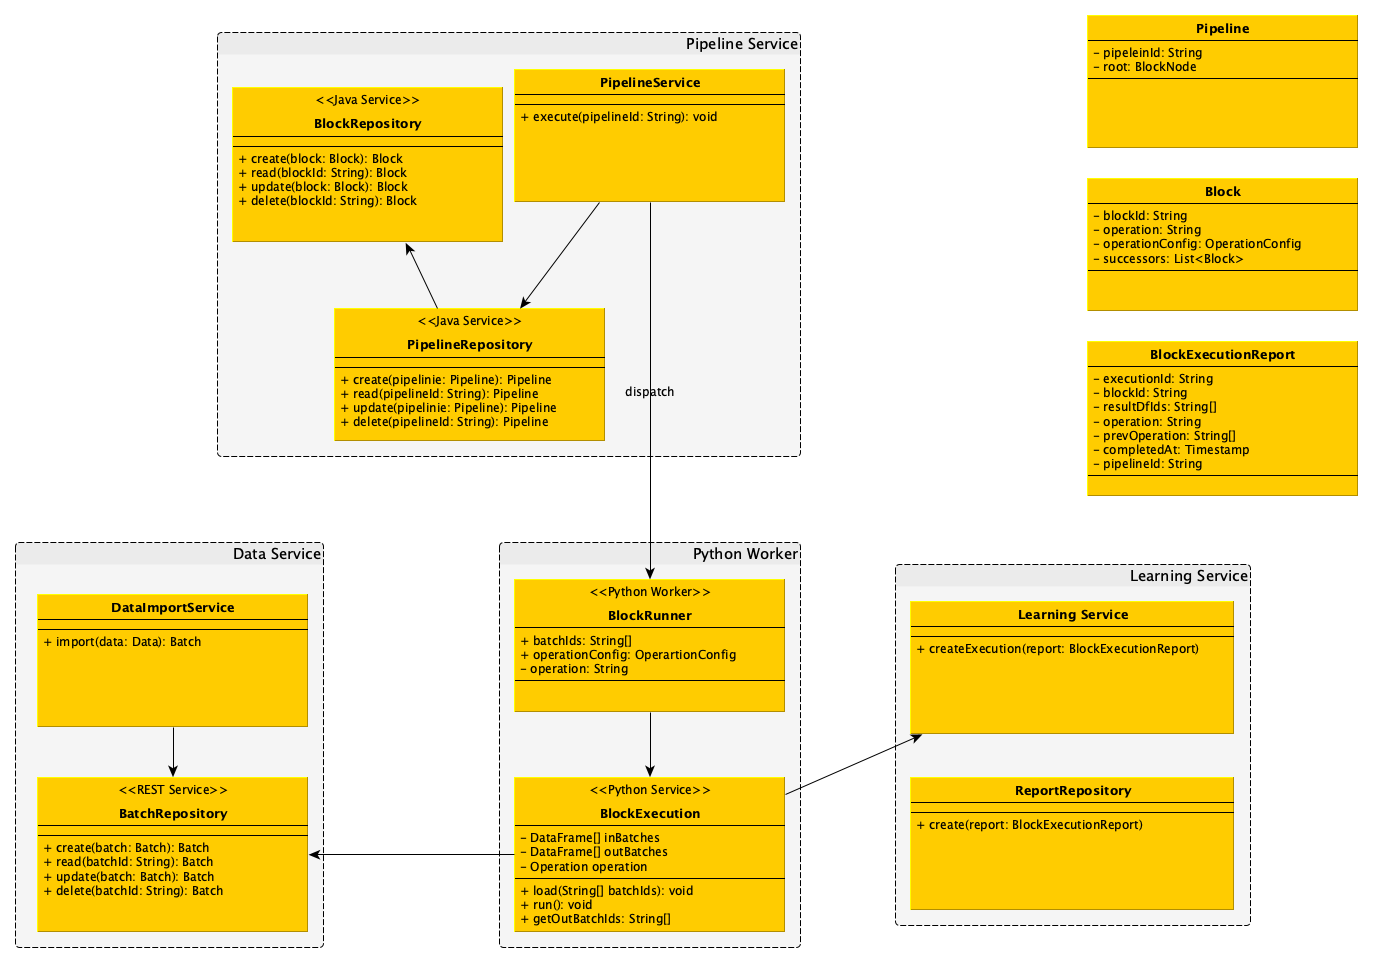 Pipeline Service
<<Java Service>>
BlockRepository
+ create(block: Block): Block
+ read(blockId: String): Block
+ update(block: Block): Block
+ delete(blockId: String): Block
PipelineService
+ execute(pipelineId: String): void
<<Java Service>>
PipelineRepository
+ create(pipelinie: Pipeline): Pipeline
+ read(pipelineId: String): Pipeline
+ update(pipelinie: Pipeline): Pipeline
+ delete(pipelineId: String): Pipeline
dispatch
Pipeline
– pipeleinId: String
– root: BlockNode
Block
– blockId: String
– operation: String
– operationConfig: OperationConfig
– successors: List<Block>
BlockExecutionReport
– executionId: String
– blockId: String
– resultDfIds: String[]
– operation: String
– prevOperation: String[]
– completedAt: Timestamp
– pipelineId: String
Data Service
DataImportService
+ import(data: Data): Batch
<<REST Service>>
BatchRepository
+ create(batch: Batch): Batch
+ read(batchId: String): Batch
+ update(batch: Batch): Batch
+ delete(batchId: String): Batch
Python Worker
<<Python Worker>>
BlockRunner
+ batchIds: String[]
+ operationConfig: OperartionConfig
– operation: String
<<Python Service>>
BlockExecution
– DataFrame[] inBatches
– DataFrame[] outBatches
– Operation operation
+ load(String[] batchIds): void
+ run(): void
+ getOutBatchIds: String[]
Learning Service
Learning Service
+ createExecution(report: BlockExecutionReport)
ReportRepository
+ create(report: BlockExecutionReport)